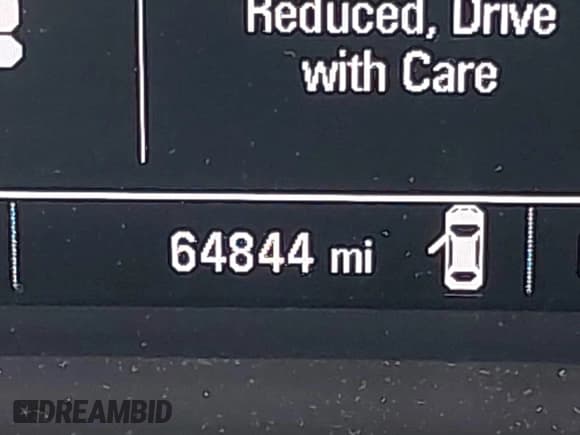 Reduced, Drive
with Care
64844 mi
DREAMBID